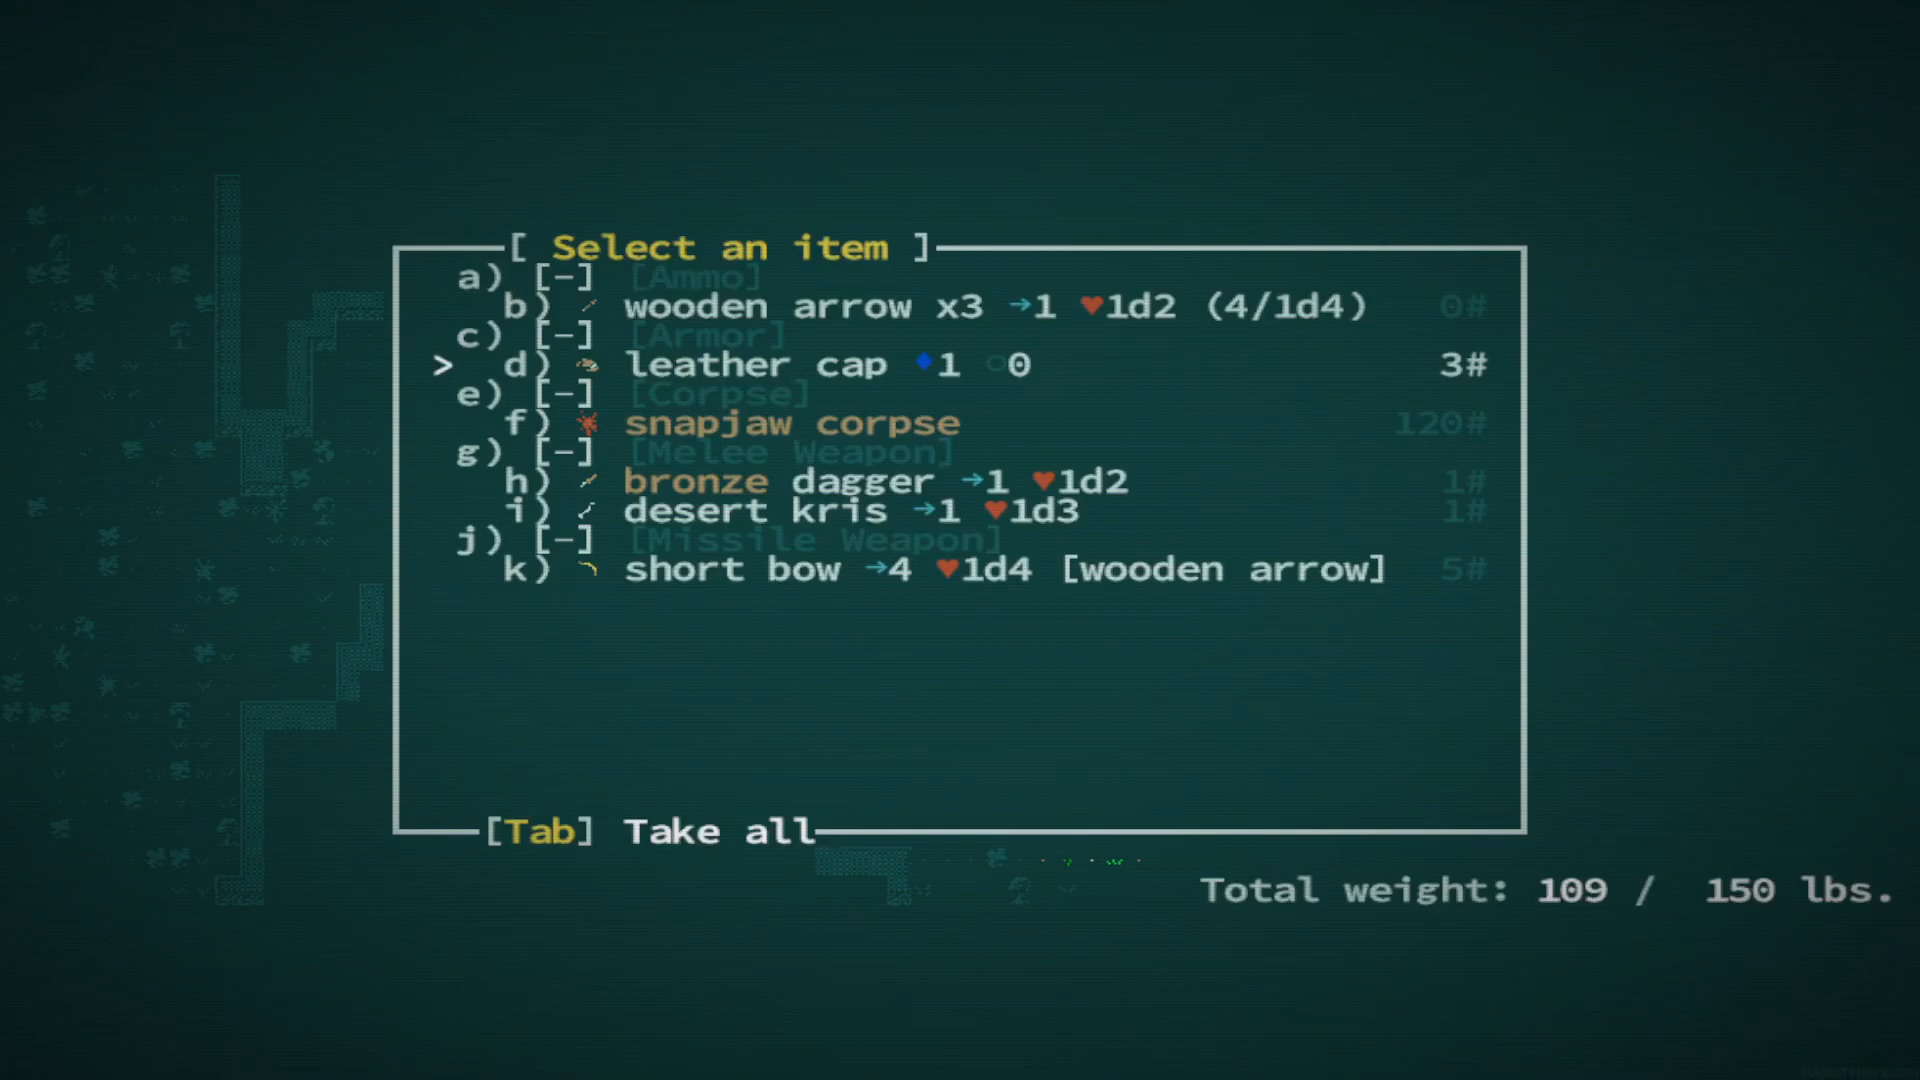 [ Select an item ]
a) [-] [Ammo]
b) wooden arrow x3 →1 ♥1d2 (4/1d4) 0#
c) [-] [Armor]
> d) leather cap ♦1 ○0 3#
e) [-] [Corpse]
f) snapjaw corpse 120#
g) [-] [Melee Weapon]
h) bronze dagger →1 ♥1d2 1#
i) desert kris →1 ♥1d3 1#
j) [-] [Missile Weapon]
k) short bow →4 ♥1d4 [wooden arrow] 5#
[Tab] Take all
Total weight: 109 / 150 lbs.